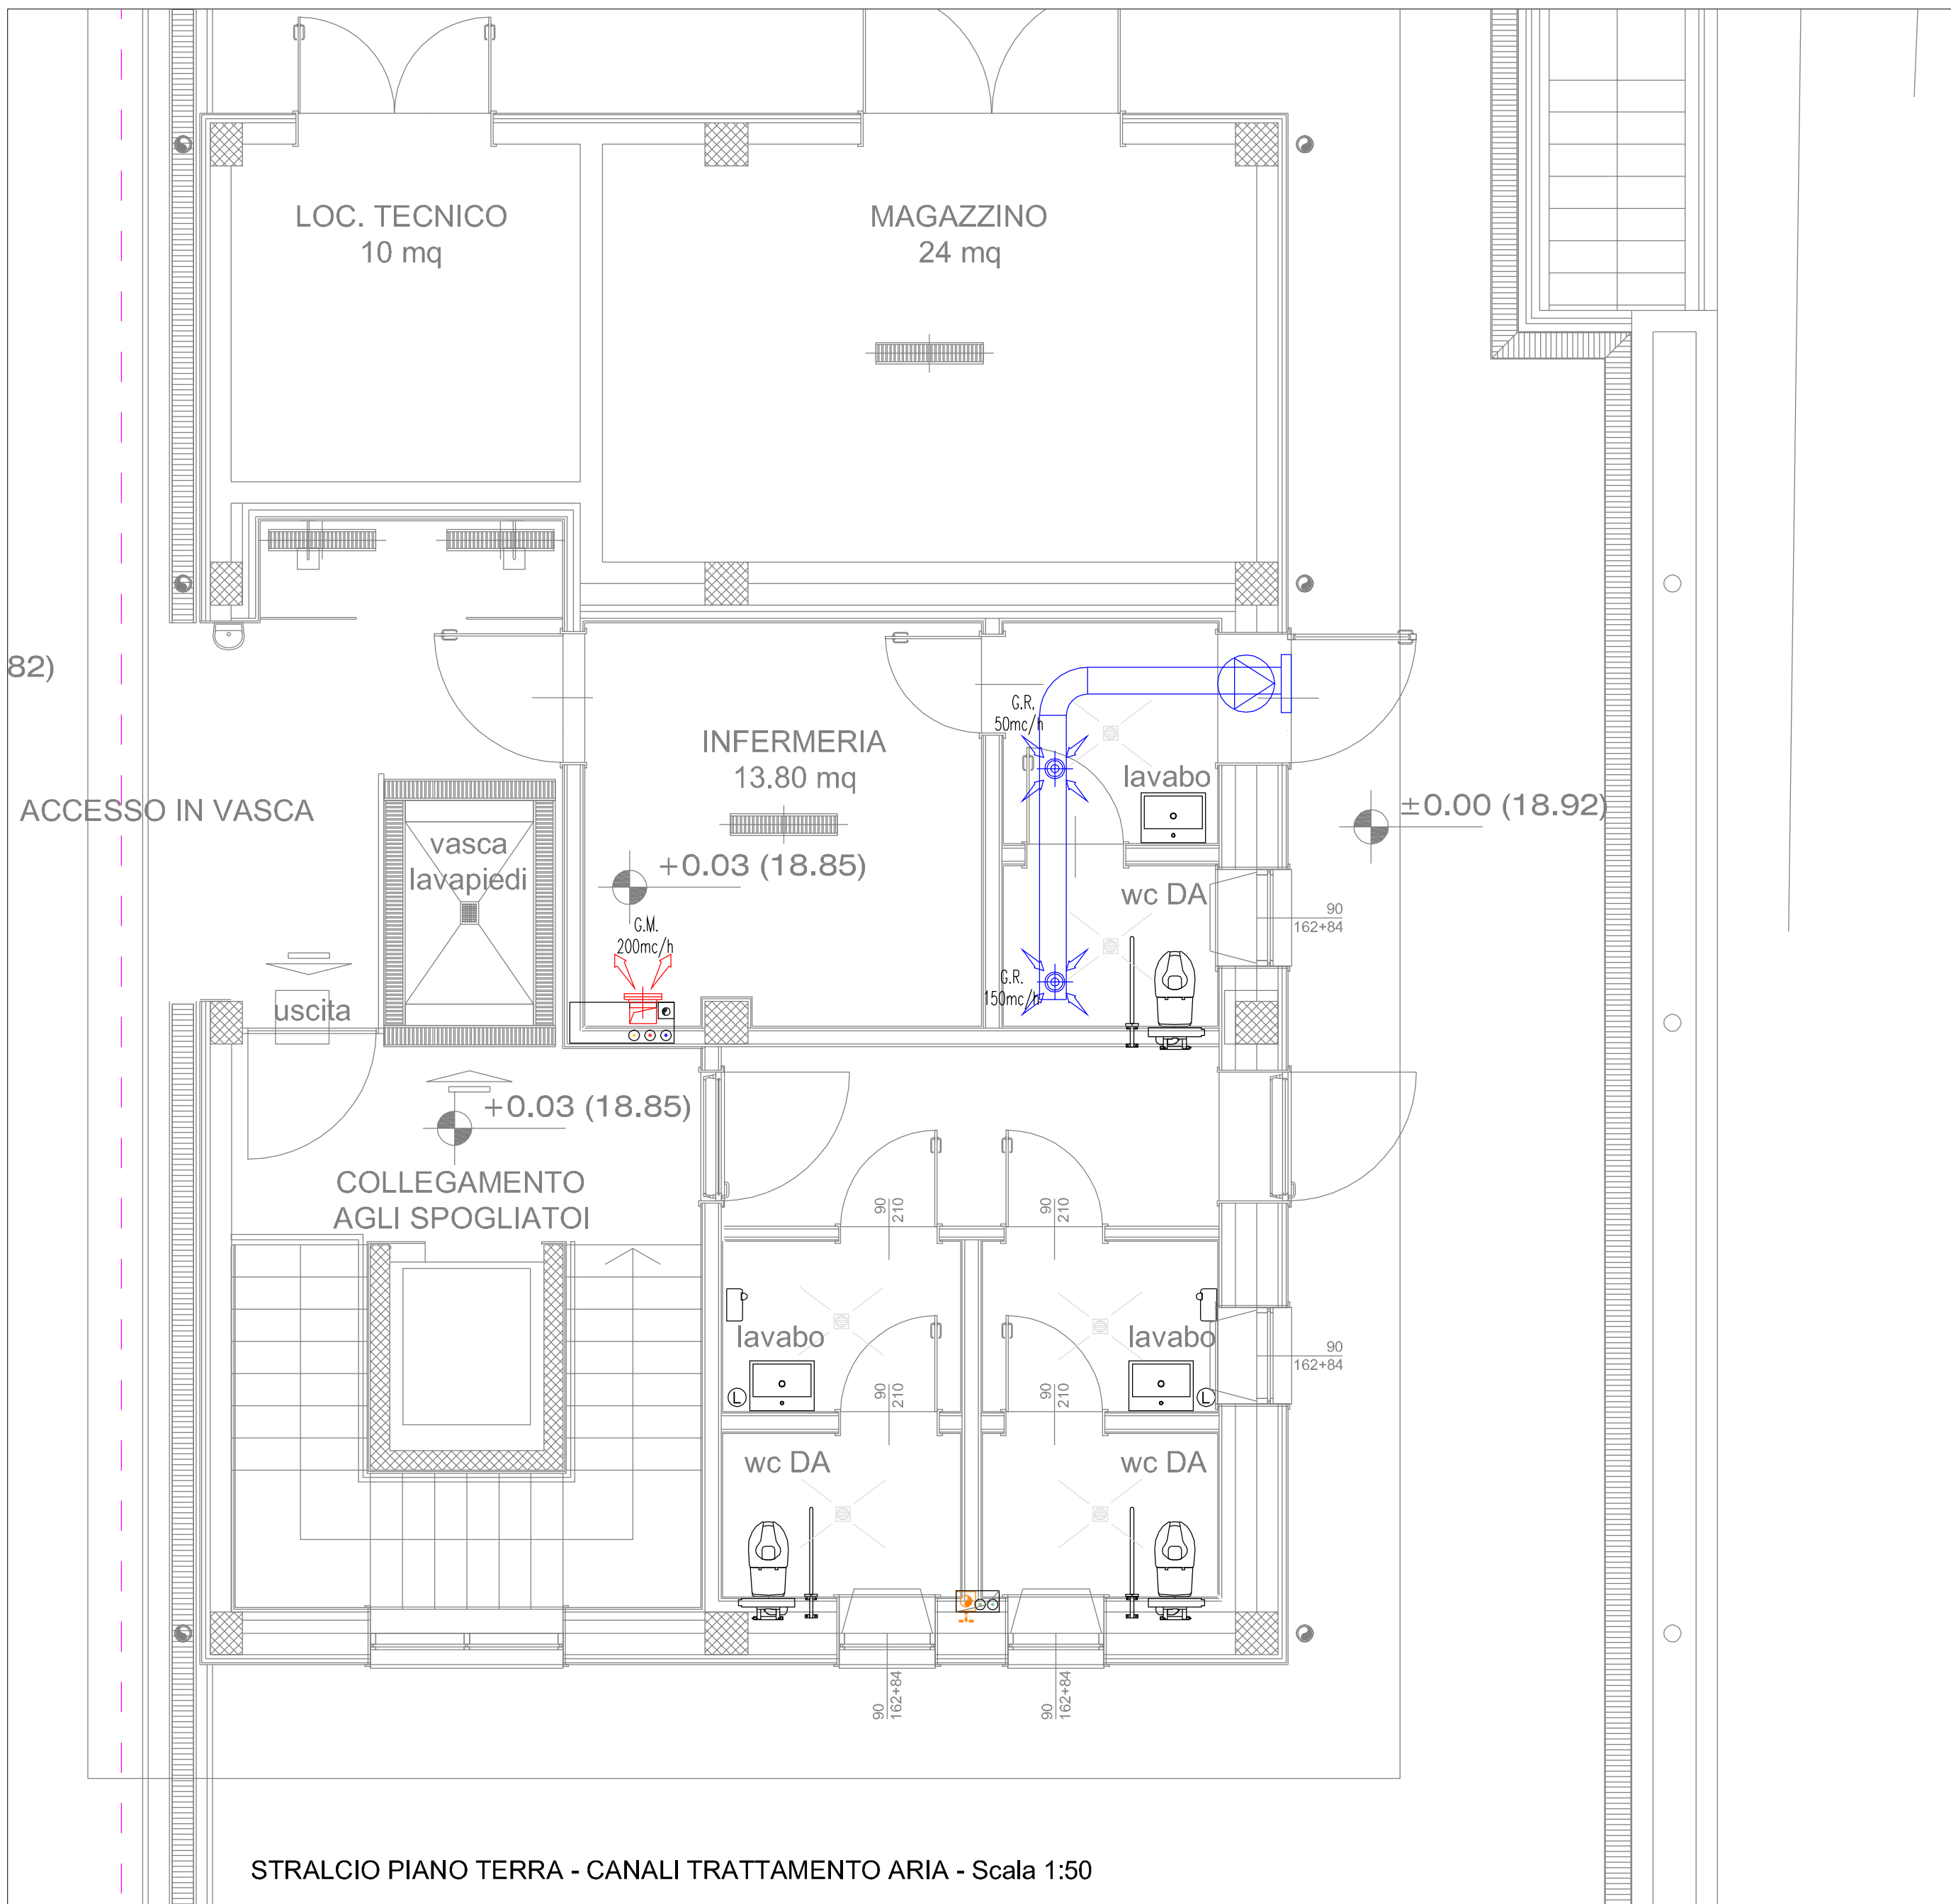 LOC. TECNICO
10 mq
MAGAZZINO
24 mq
82)
G.R.
50mc/h
INFERMERIA
13.80 mq
lavabo
ACCESSO IN VASCA
±0.00 (18.92)
vasca
lavapiedi
+0.03 (18.85)
wc DA
90
162+84
G.M.
200mc/h
G.R.
150mc/h
uscita
+0.03 (18.85)
COLLEGAMENTO
AGLI SPOGLIATOI
90
210
90
210
lavabo
lavabo
90
162+84
L
L
90
210
90
210
wc DA
wc DA
90
162+84
90
162+84
STRALCIO PIANO TERRA - CANALI TRATTAMENTO ARIA - Scala 1:50